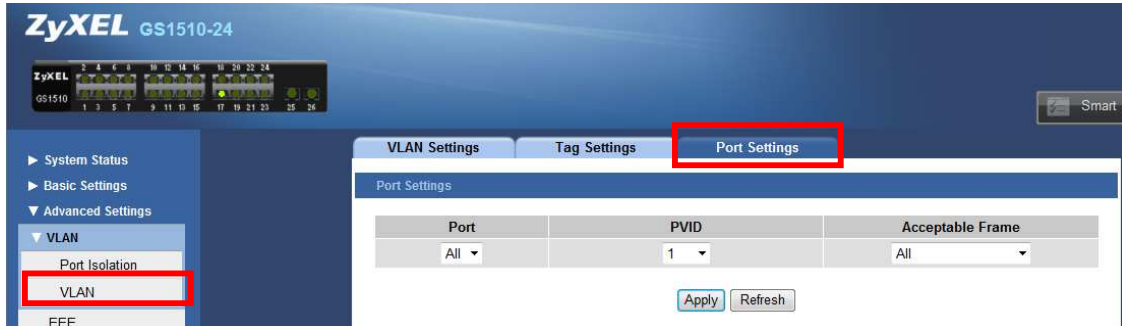 ZyXEL GS1510-24
2 4 6 8 10 12 14 16 18 20 22 24
ZyXEL
GS1510
1 3 5 7 9 11 13 15 17 19 21 23 25 26
Smart
VLAN Settings Tag Settings Port Settings
► System Status
► Basic Settings
▼ Advanced Settings
▼ VLAN
Port Isolation
VLAN
EEE
Port Settings
Port PVID Acceptable Frame
All 1 All
Apply Refresh